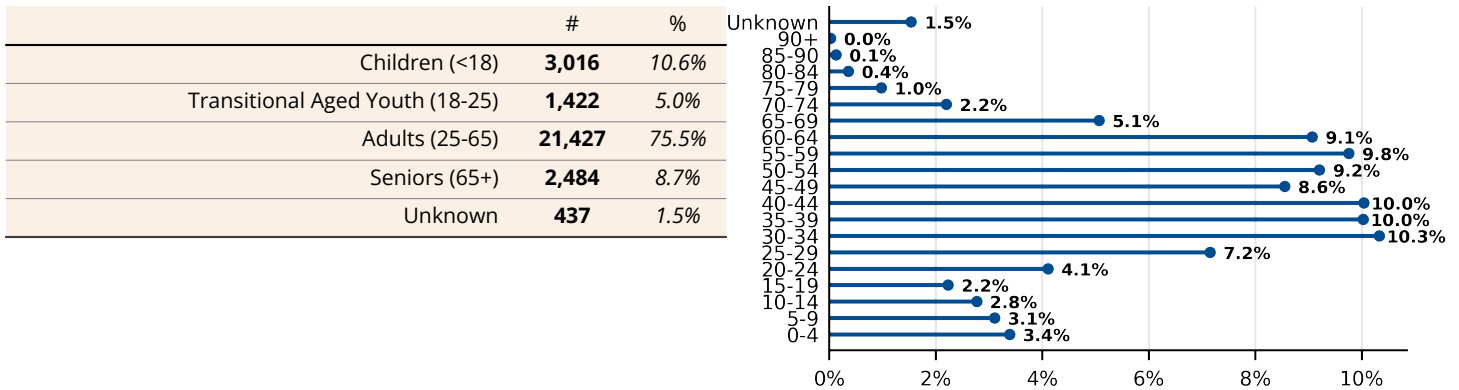 # %
Children (<18) 3,016 10.6%
Transitional Aged Youth (18-25) 1,422 5.0%
Adults (25-65) 21,427 75.5%
Seniors (65+) 2,484 8.7%
Unknown 437 1.5%
Unknown 1.5%
90+ 0.0%
85-90 0.1%
80-84 0.4%
75-79 1.0%
70-74 2.2%
65-69 5.1%
60-64 9.1%
55-59 9.8%
50-54 9.2%
45-49 8.6%
40-44 10.0%
35-39 10.0%
30-34 10.3%
25-29 7.2%
20-24 4.1%
15-19 2.2%
10-14 2.8%
5-9 3.1%
0-4 3.4%
0% 2% 4% 6% 8% 10%